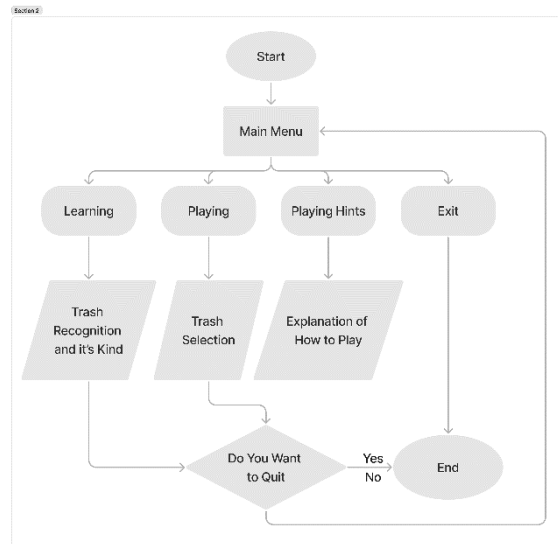 Section 2
Start
Main Menu
Learning
Playing
Playing Hints
Exit
Trash
Recognition
and it's Kind
Trash
Selection
Explanation of
How to Play
Do You Want
to Quit
Yes
No
End